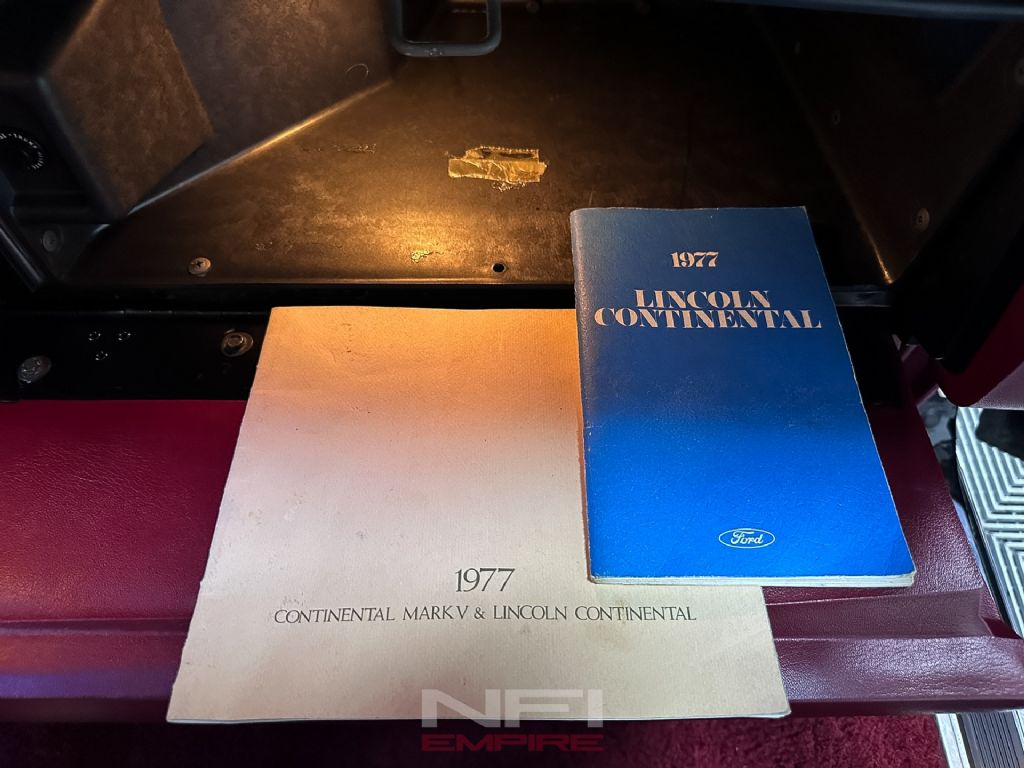 1977
LINCOLN
CONTINENTAL
Ford
1977
CONTINENTAL MARK V & LINCOLN CONTINENTAL
NFI
EMPIRE